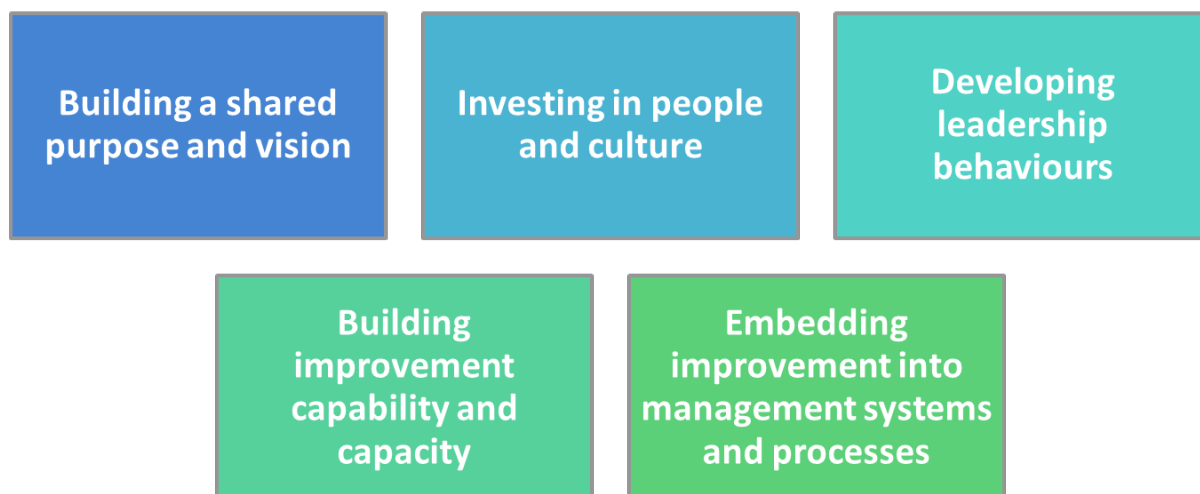 Building a shared
purpose and vision
Investing in people
and culture
Developing
leadership
behaviours
Building
improvement
capability and
capacity
Embedding
improvement into
management systems
and processes